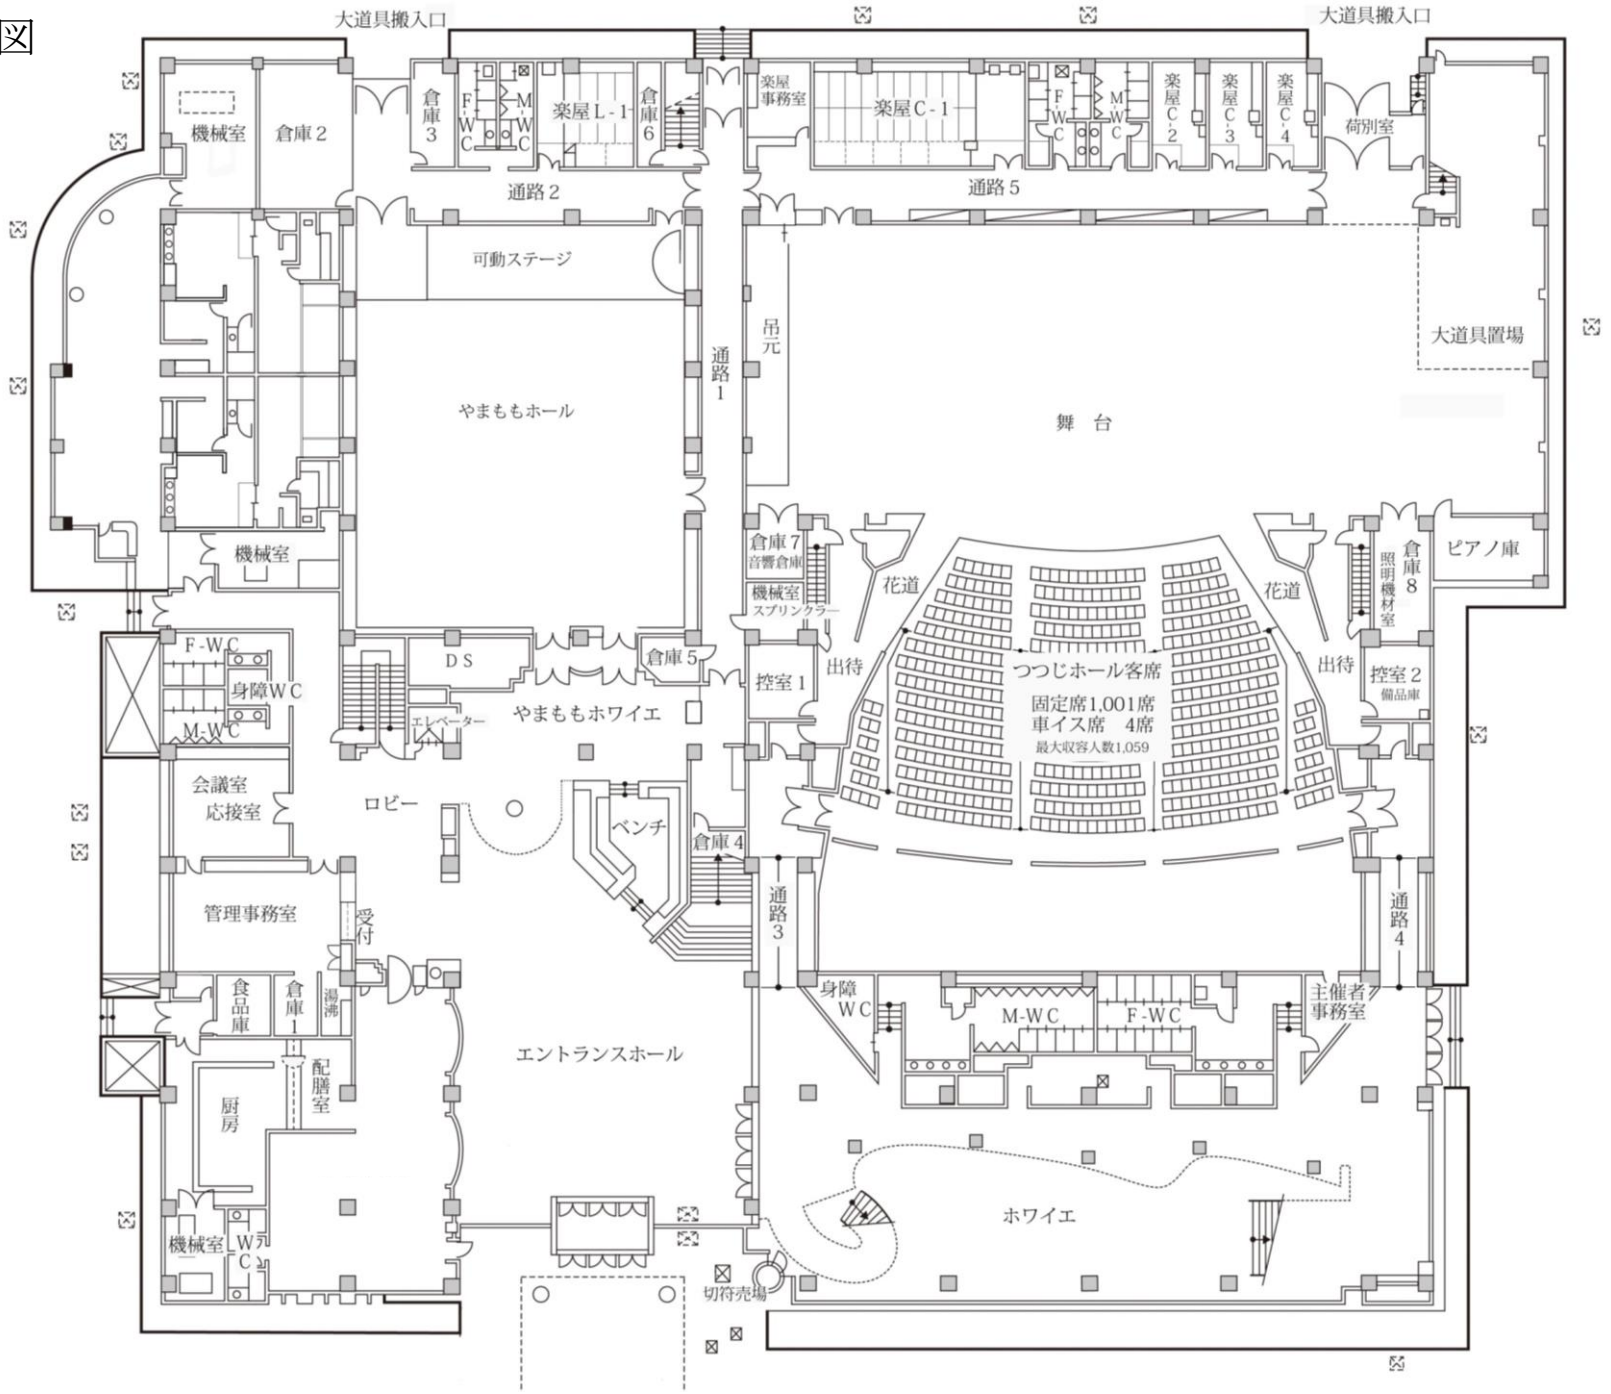 図
大道具搬入口
大道具搬入口
機械室
倉庫2
倉庫3
F-WC
M-WC
楽屋L-1
倉庫6
楽屋
事務室
楽屋C-1
F-WC
M-WC
楽屋C-2
楽屋C-3
楽屋C-4
荷別室
通路2
通路5
可動ステージ
吊元
通路1
大道具置場
やまももホール
舞 台
機械室
倉庫7
音響倉庫
機械室
スプリンクラー
花道
花道
倉庫8
照明機材室
ピアノ庫
F-WC
身障WC
M-WC
DS
倉庫5
エレベーター
やまももホワイエ
控室1
出待
つつじホール客席
固定席1,001席
車イス席 4席
最大収容人数1,059
出待
控室2
備品庫
会議室
応接室
ロビー
ベンチ
倉庫4
管理事務室
受付
通路3
通路4
食品庫
倉庫1
湯沸
身障
WC
M-WC
F-WC
主催者
事務室
エントランスホール
配膳室
厨房
機械室
WC
ホワイエ
切符売場